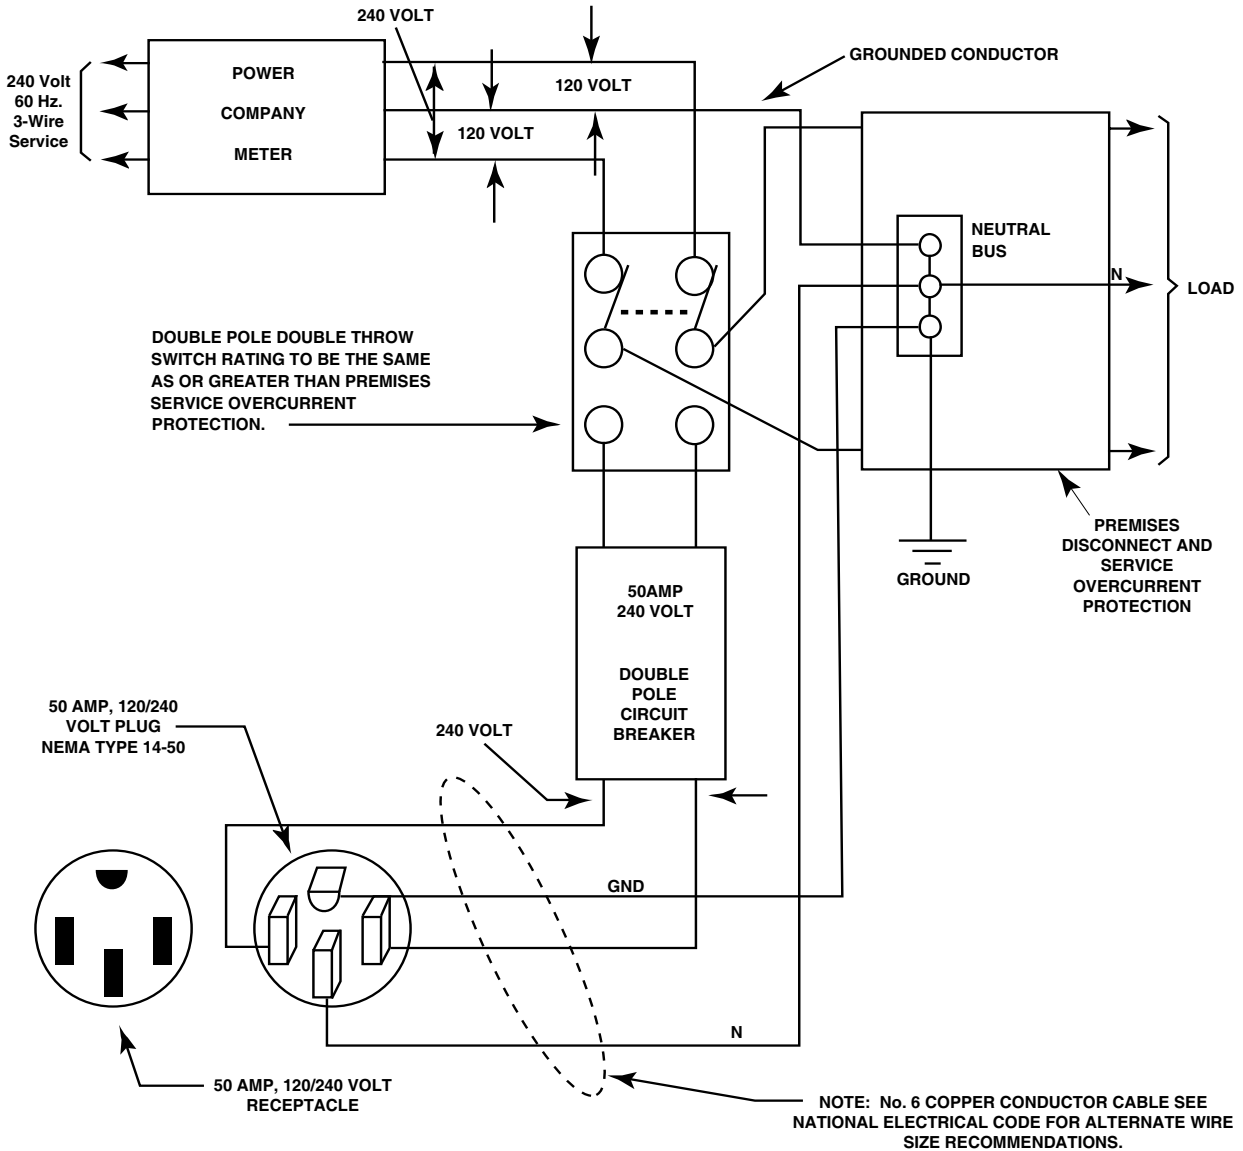 240 VOLT
GROUNDED CONDUCTOR
240 Volt
60 Hz.
3-Wire
Service
POWER
COMPANY
METER
120 VOLT
120 VOLT
NEUTRAL
BUS
N
LOAD
DOUBLE POLE DOUBLE THROW
SWITCH RATING TO BE THE SAME
AS OR GREATER THAN PREMISES
SERVICE OVERCURRENT
PROTECTION.
GROUND
PREMISES
DISCONNECT AND
SERVICE
OVERCURRENT
PROTECTION
50AMP
240 VOLT
DOUBLE
POLE
CIRCUIT
BREAKER
50 AMP, 120/240
VOLT PLUG
NEMA TYPE 14-50
240 VOLT
GND
N
50 AMP, 120/240 VOLT
RECEPTACLE
NOTE: No. 6 COPPER CONDUCTOR CABLE SEE
NATIONAL ELECTRICAL CODE FOR ALTERNATE WIRE
SIZE RECOMMENDATIONS.